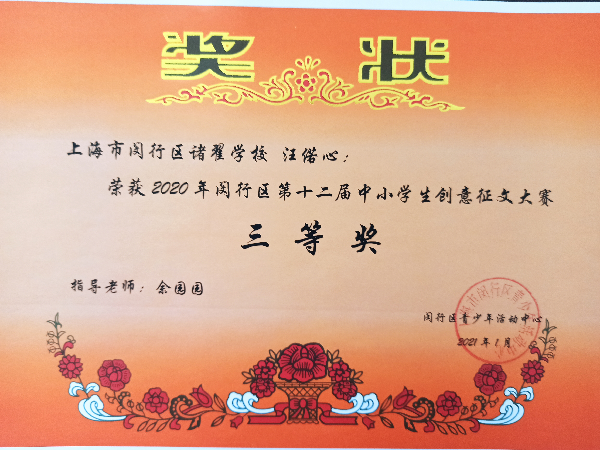 奖 状
上海市闵行区诸翟学校 汪偌心:
荣获2020年闵行区第十二届中小学生创意征文大赛
三 等 奖
指导老师: 余园园
闵行区青少年活动中心
2021年1月